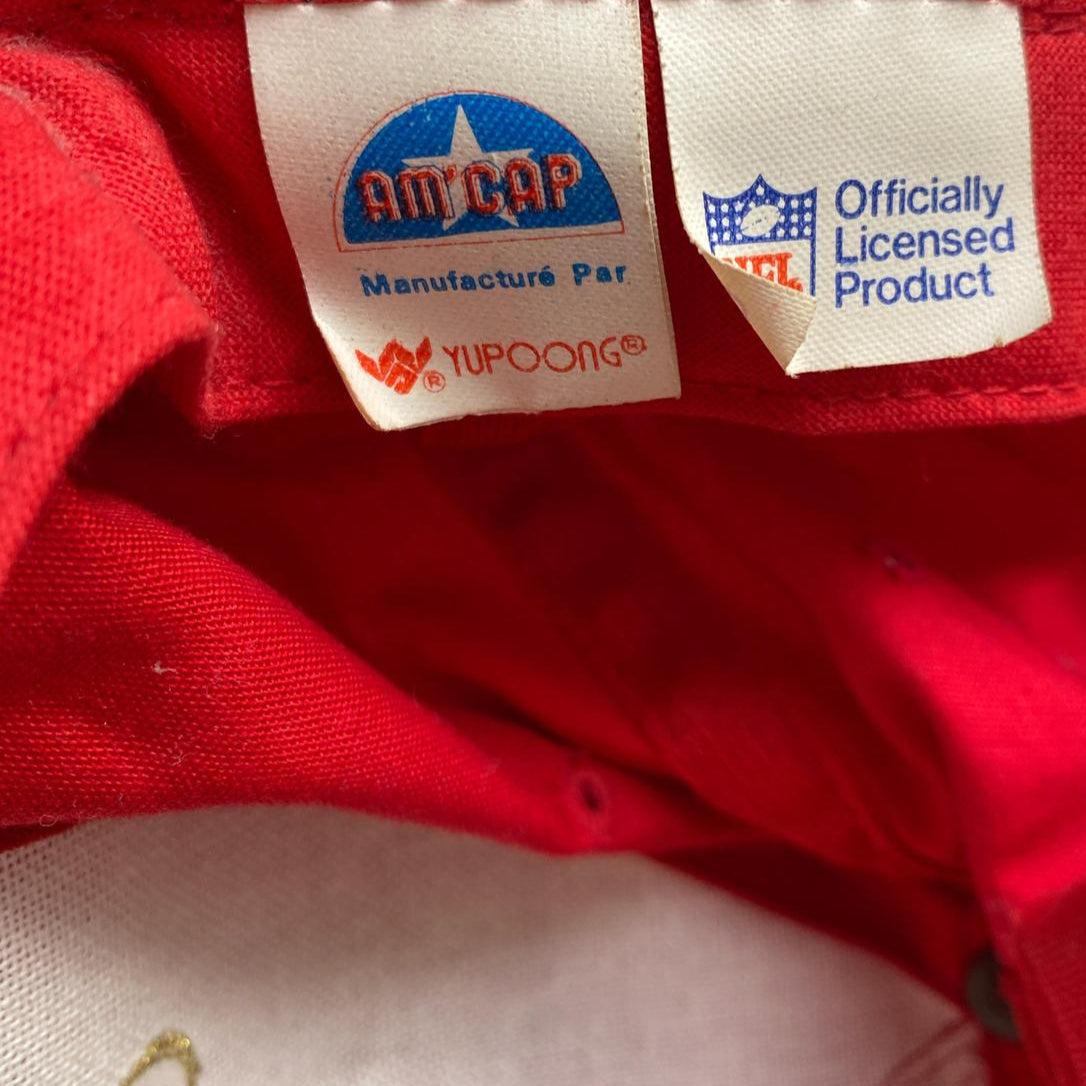 AM'CAP
Manufacturé Par
YUPOONG®
®
NFL
Officially
Licensed
Product